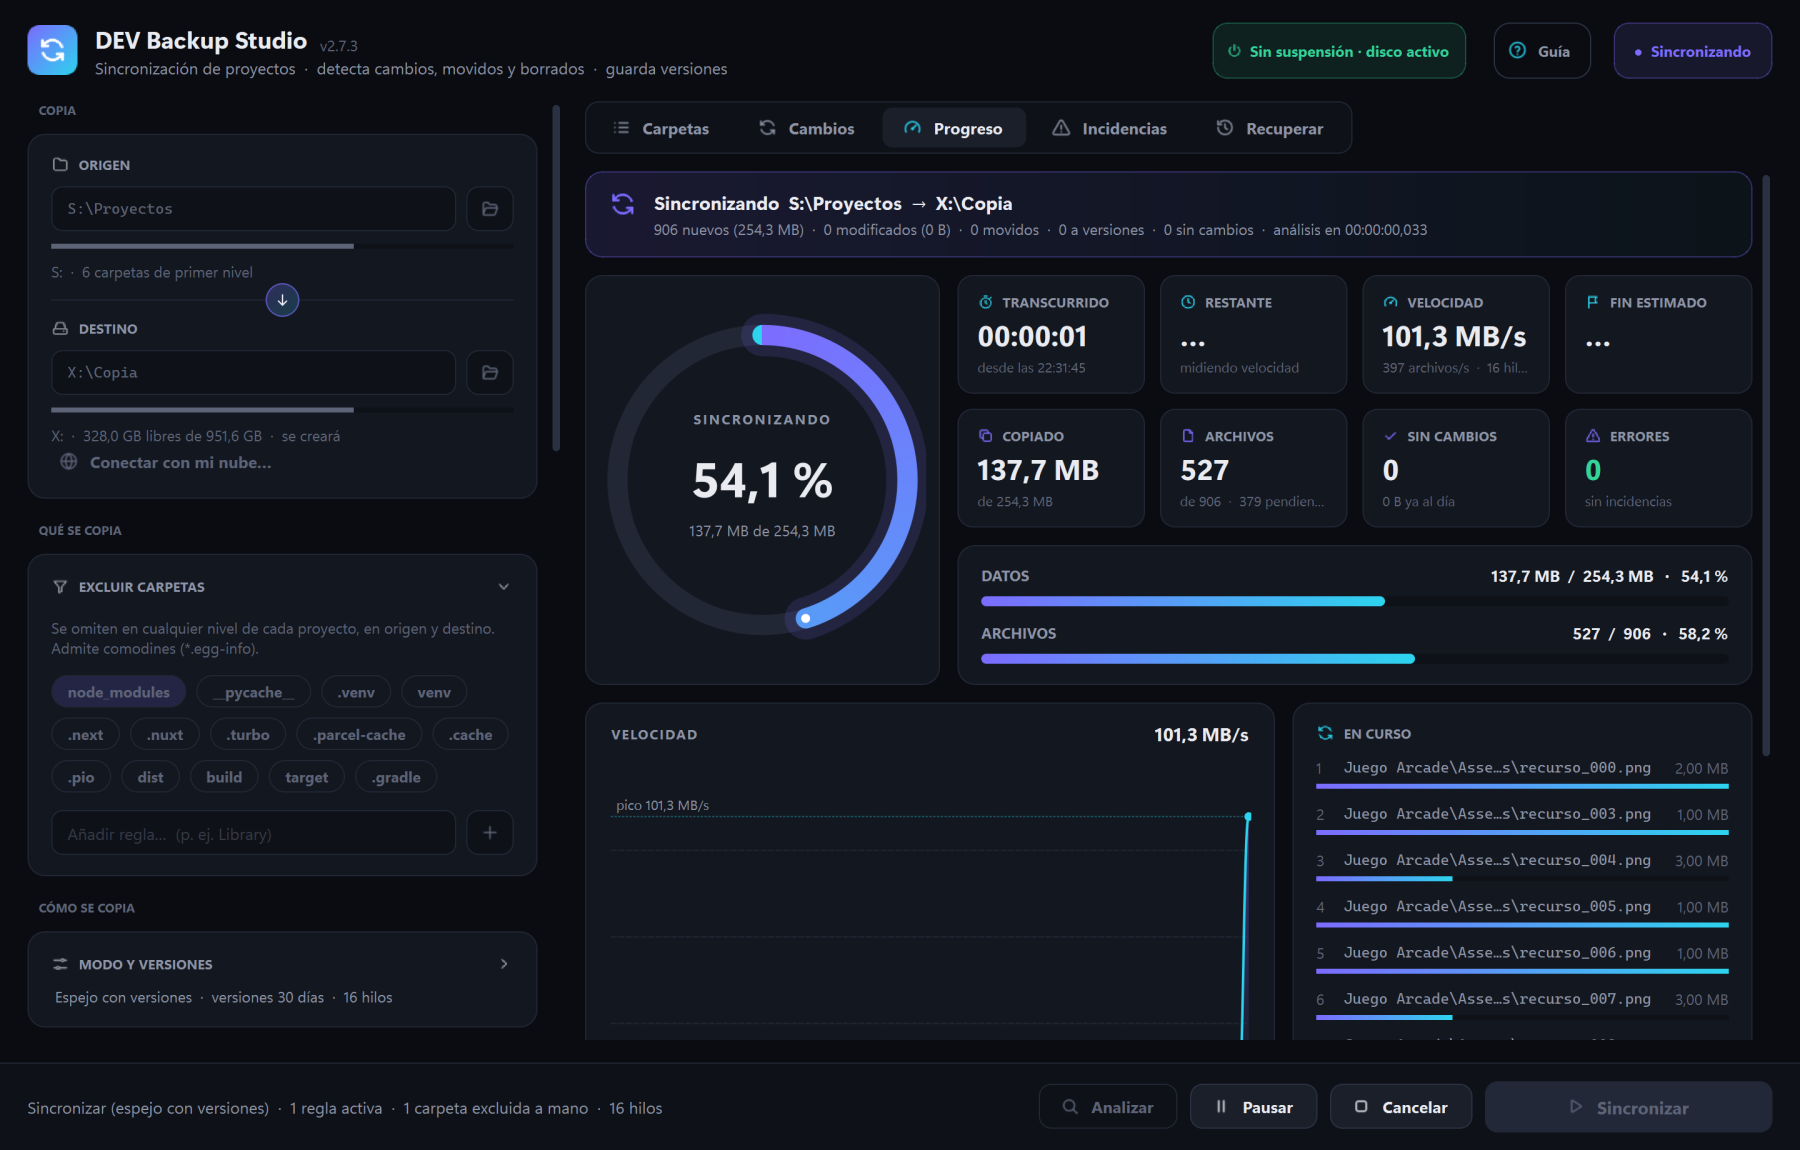 DEV Backup Studio v2.7.3
Sincronización de proyectos · detecta cambios, movidos y borrados · guarda versiones
Sin suspensión · disco activo
Guía
Sincronizando
COPIA
ORIGEN
S:\Proyectos
S: · 6 carpetas de primer nivel
DESTINO
X:\Copia
X: · 328,0 GB libres de 951,6 GB · se creará
Conectar con mi nube...
QUÉ SE COPIA
EXCLUIR CARPETAS
Se omiten en cualquier nivel de cada proyecto, en origen y destino.
Admite comodines (*.egg-info).
node_modules __pycache__ .venv venv
.next .nuxt .turbo .parcel-cache .cache
.pio dist build target .gradle
Añadir regla... (p. ej. Library)
CÓMO SE COPIA
MODO Y VERSIONES
Espejo con versiones · versiones 30 días · 16 hilos
Carpetas Cambios Progreso Incidencias Recuperar
Sincronizando S:\Proyectos → X:\Copia
906 nuevos (254,3 MB) · 0 modificados (0 B) · 0 movidos · 0 a versiones · 0 sin cambios · análisis en 00:00:00,033
SINCRONIZANDO
54,1 %
137,7 MB de 254,3 MB
TRANSCURRIDO
00:00:01
desde las 22:31:45
RESTANTE
...
midiendo velocidad
VELOCIDAD
101,3 MB/s
397 archivos/s · 16 hil...
FIN ESTIMADO
...
COPIADO
137,7 MB
de 254,3 MB
ARCHIVOS
527
de 906 · 379 pendien...
SIN CAMBIOS
0
0 B ya al día
ERRORES
0
sin incidencias
DATOS 137,7 MB / 254,3 MB · 54,1 %
ARCHIVOS 527 / 906 · 58,2 %
VELOCIDAD 101,3 MB/s
pico 101,3 MB/s
EN CURSO
1 Juego Arcade\Asse…s\recurso_000.png 2,00 MB
2 Juego Arcade\Asse…s\recurso_003.png 1,00 MB
3 Juego Arcade\Asse…s\recurso_004.png 3,00 MB
4 Juego Arcade\Asse…s\recurso_005.png 1,00 MB
5 Juego Arcade\Asse…s\recurso_006.png 1,00 MB
6 Juego Arcade\Asse…s\recurso_007.png 3,00 MB
Sincronizar (espejo con versiones) · 1 regla activa · 1 carpeta excluida a mano · 16 hilos
Analizar
Pausar
Cancelar
Sincronizar